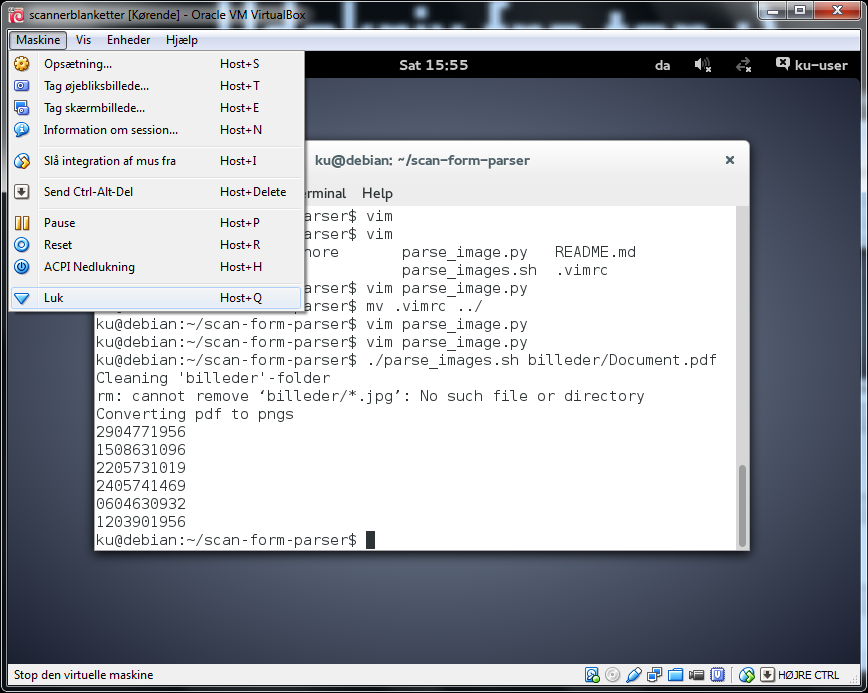 scannerblanketter [Kørende] - Oracle VM VirtualBox
Maskine Vis Enheder Hjælp
Sat 15:55 da ku-user
Opsætning... Host+S
Tag øjebliksbillede... Host+T
Tag skærmbillede... Host+E
Information om session... Host+N
Slå integration af mus fra Host+I
Send Ctrl-Alt-Del Host+Delete
Pause Host+P
Reset Host+R
ACPI Nedlukning Host+H
Luk Host+Q
ku@debian: ~/scan-form-parser
rminal Help
arser$ vim
arser$ vim
nore parse_image.py README.md
parse_images.sh .vimrc
arser$ vim parse_image.py
arser$ mv .vimrc ../
ku@debian:~/scan-form-parser$ vim parse_image.py
ku@debian:~/scan-form-parser$ vim parse_image.py
ku@debian:~/scan-form-parser$ ./parse_images.sh billeder/Document.pdf
Cleaning 'billeder'-folder
rm: cannot remove ‘billeder/*.jpg’: No such file or directory
Converting pdf to pngs
2904771956
1508631096
2205731019
2405741469
0604630932
1203901956
ku@debian:~/scan-form-parser$
Stop den virtuelle maskine HØJRE CTRL